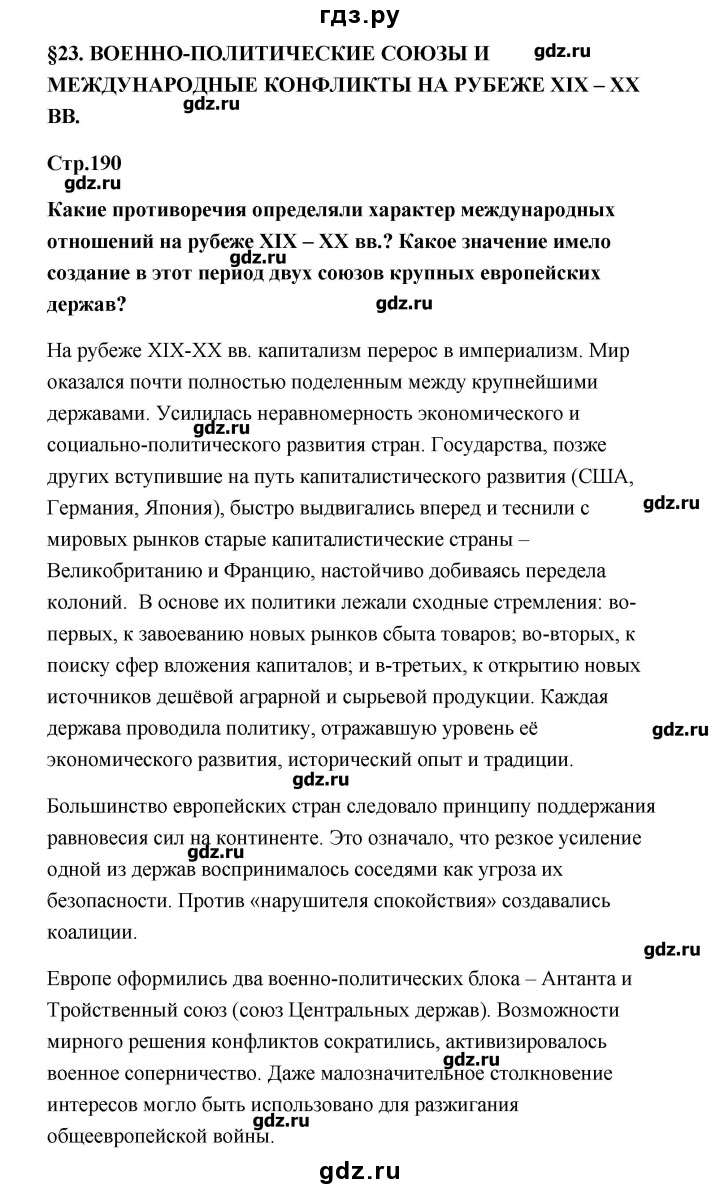 гдз.ру
§23. ВОЕННО-ПОЛИТИЧЕСКИЕ СОЮЗЫ И gdz.ru
МЕЖДУНАРОДНЫЕ КОНФЛИКТЫ НА РУБЕЖЕ XIX – XX
gdz.ru
ВВ.
Стр.190
gdz.ru
Какие противоречия определяли характер международных
отношений на рубеже XIX – XX вв.? Какое значение имело
gdz.ru
создание в этот период двух союзов крупных европейских
держав? gdz.ru
На рубеже XIX-XX вв. капитализм перерос в империализм. Мир
оказался почти полностью поделенным между крупнейшими
державами. Усилилась неравномерность экономического и
gdz.ru
социально-политического развития стран. Государства, позже
других вступившие на путь капиталистического развития (США,
gdz.ru
Германия, Япония), быстро выдвигались вперед и теснили с
мировых рынков старые капиталистические страны –
Великобританию и Францию, настойчиво добиваясь передела
колоний.  В основе их политики лежали сходные стремления: во-
первых, к завоеванию новых рынков сбыта товаров; во-вторых, к
поиску сфер вложения капиталов; и в-третьих, к открытию новых
источников дешёвой аграрной и сырьевой продукции. Каждая
держава проводила политику, отражавшую уровень её gdz.ru
экономического развития, исторический опыт и традиции.
gdz.ru
Большинство европейских стран следовало принципу поддержания
равновесия сил на континенте. Это означало, что резкое усиление
gdz.ru
одной из держав воспринималось соседями как угроза их
безопасности. Против «нарушителя спокойствия» создавались
коалиции.
gdz.ru
Европе оформились два военно-политических блока – Антанта и
Тройственный союз (союз Центральных держав). Возможности
мирного решения конфликтов сократились, активизировалось
gdz.ru
военное соперничество. Даже малозначительное столкновение
интересов могло быть использовано для разжигания
gdz.ru
общеевропейской войны.
gdz.ru